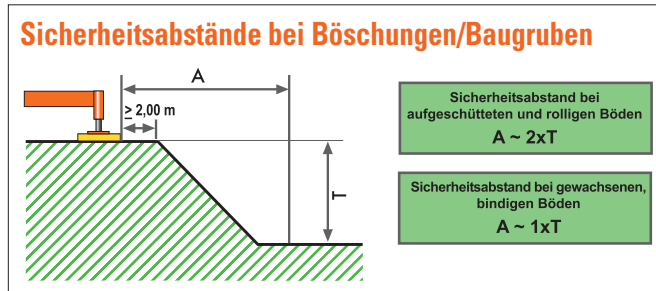 Sicherheitsabstände bei Böschungen/Baugruben
A
≥ 2,00 m
T
Sicherheitsabstand bei
aufgeschütteten und rolligen Böden
A ~ 2xT
Sicherheitsabstand bei gewachsenen,
bindigen Böden
A ~ 1xT